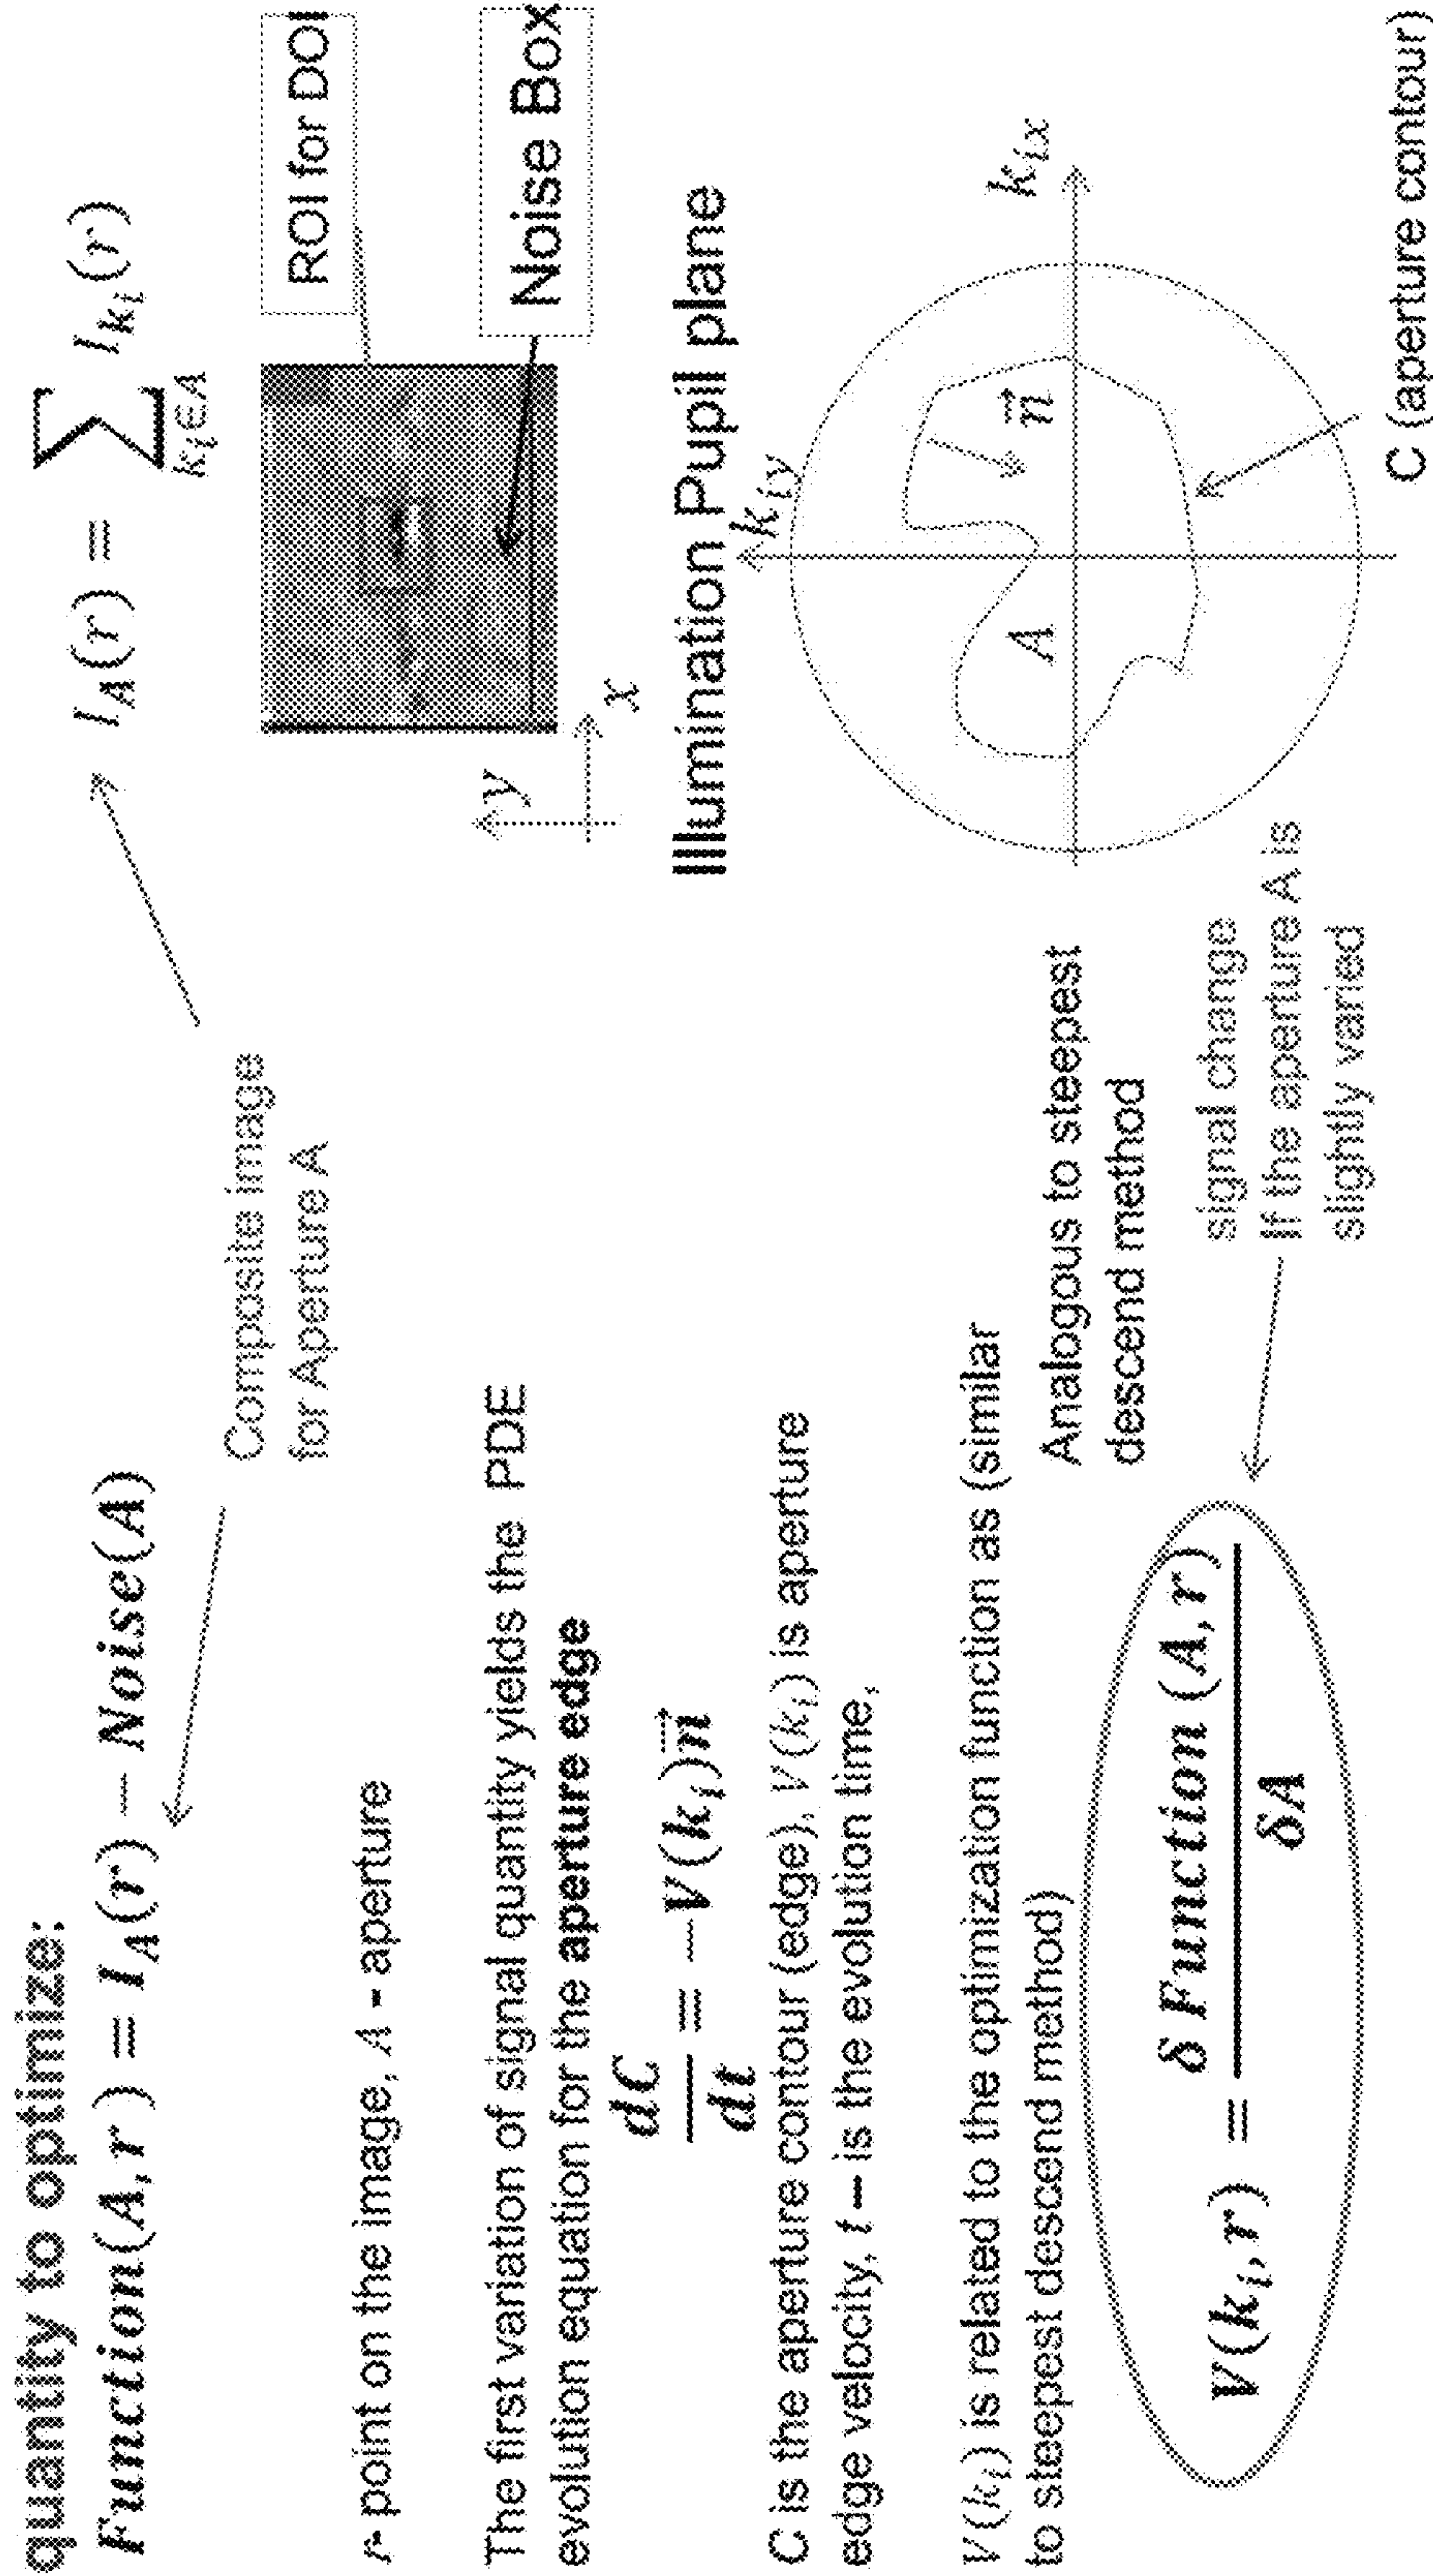 quantity to optimize:
Function(A, r) = I_A(r) − Noise(A)
Composite image
for Aperture A
r- point on the image, A - aperture
The first variation of signal quantity yields the PDE
evolution equation for the aperture edge
dC/dt = −V(k_i)n⃗
C is the aperture contour (edge), V(k_i) is aperture
edge velocity, t – is the evolution time,
V(k_i) is related to the optimization function as (similar
to steepest descend method)
V(k_i, r) = δ Function (A, r) / δA
Analogous to steepest
descend method
signal change
If the aperture A is
slightly varied
I_A(r) = ∑_{k_i∈A} I_{k_i}(r)
ROI for DOI
Noise Box
y
x
Illumination Pupil plane
k_iy
k_ix
A
n⃗
C (aperture contour)